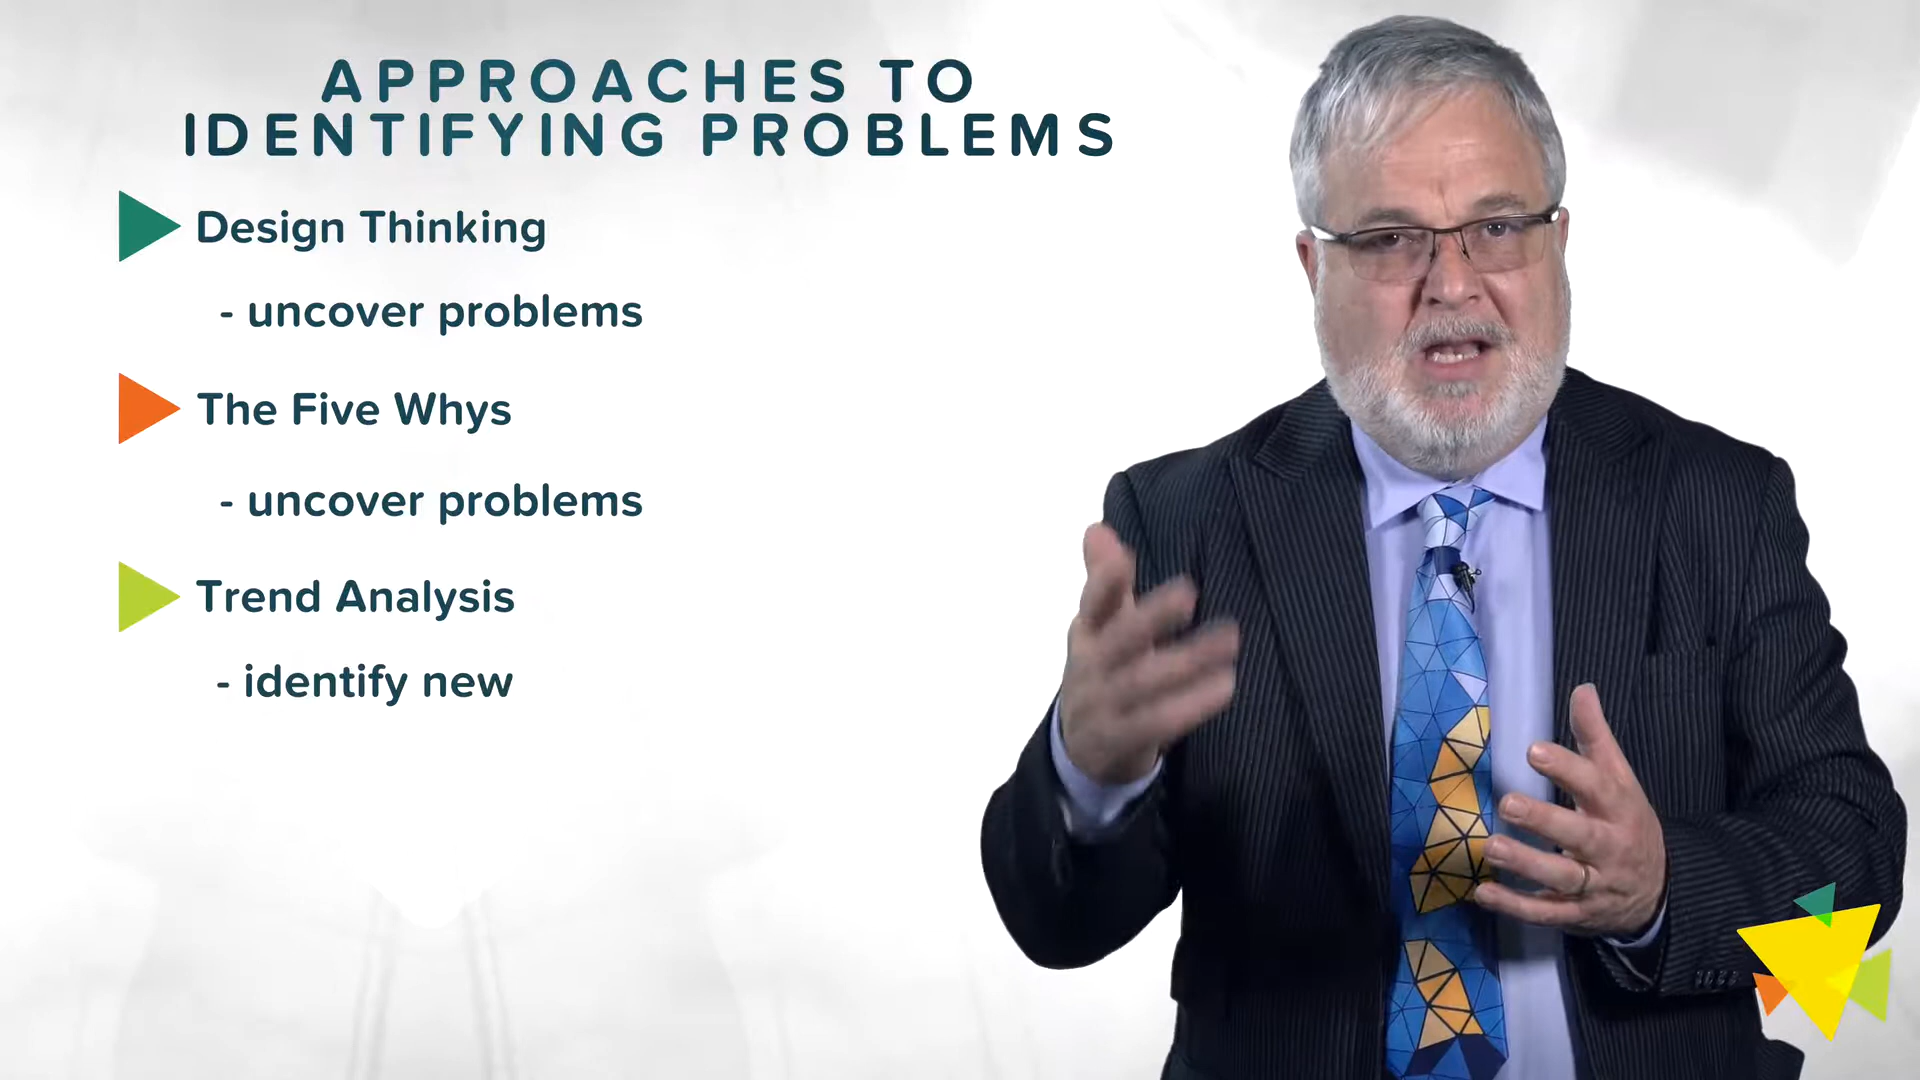 APPROACHES TO
IDENTIFYING PROBLEMS
Design Thinking
- uncover problems
The Five Whys
- uncover problems
Trend Analysis
- identify new